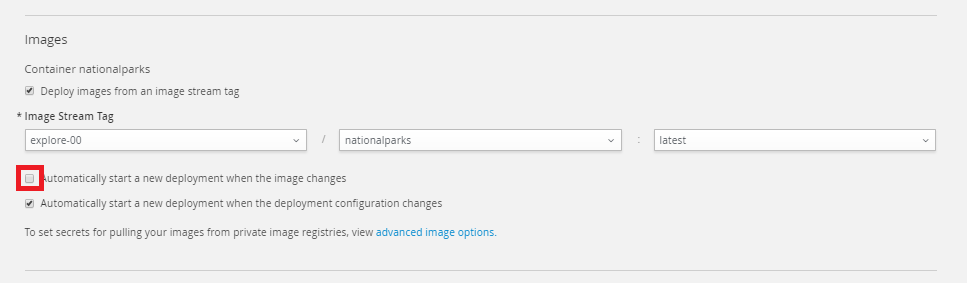 Images
Container nationalparks
Deploy images from an image stream tag
* Image Stream Tag
explore-00 / nationalparks : latest
Automatically start a new deployment when the image changes
Automatically start a new deployment when the deployment configuration changes
To set secrets for pulling your images from private image registries, view advanced image options.